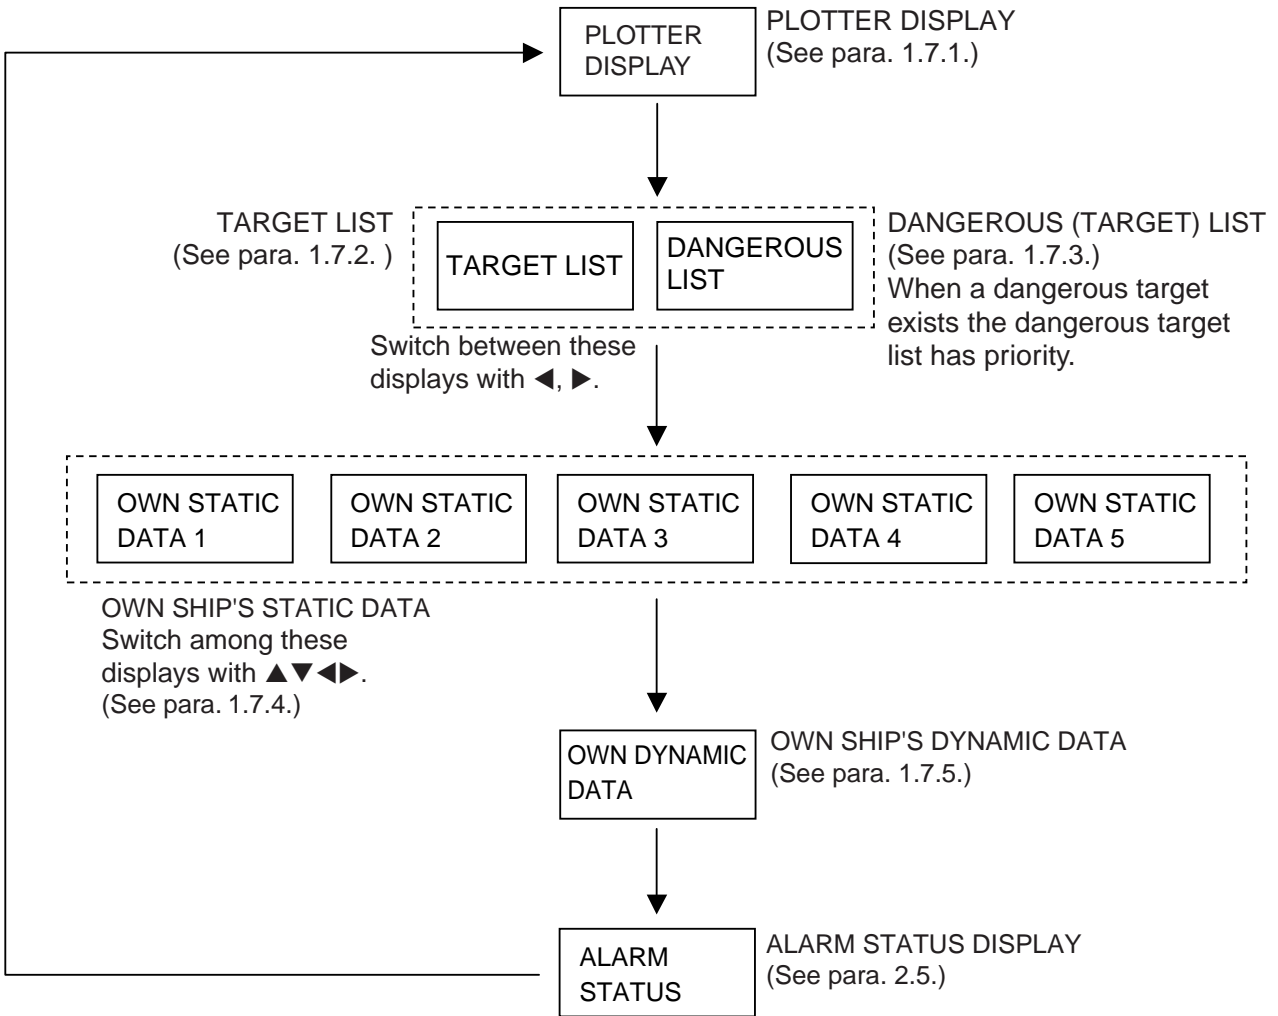 PLOTTER
DISPLAY
PLOTTER DISPLAY
(See para. 1.7.1.)
TARGET LIST
(See para. 1.7.2. )
TARGET LIST
DANGEROUS
LIST
DANGEROUS (TARGET) LIST
(See para. 1.7.3.)
When a dangerous target
exists the dangerous target
list has priority.
Switch between these
displays with ◀, ▶.
OWN STATIC
DATA 1
OWN STATIC
DATA 2
OWN STATIC
DATA 3
OWN STATIC
DATA 4
OWN STATIC
DATA 5
OWN SHIP'S STATIC DATA
Switch among these
displays with ▲▼◀▶.
(See para. 1.7.4.)
OWN DYNAMIC
DATA
OWN SHIP'S DYNAMIC DATA
(See para. 1.7.5.)
ALARM
STATUS
ALARM STATUS DISPLAY
(See para. 2.5.)